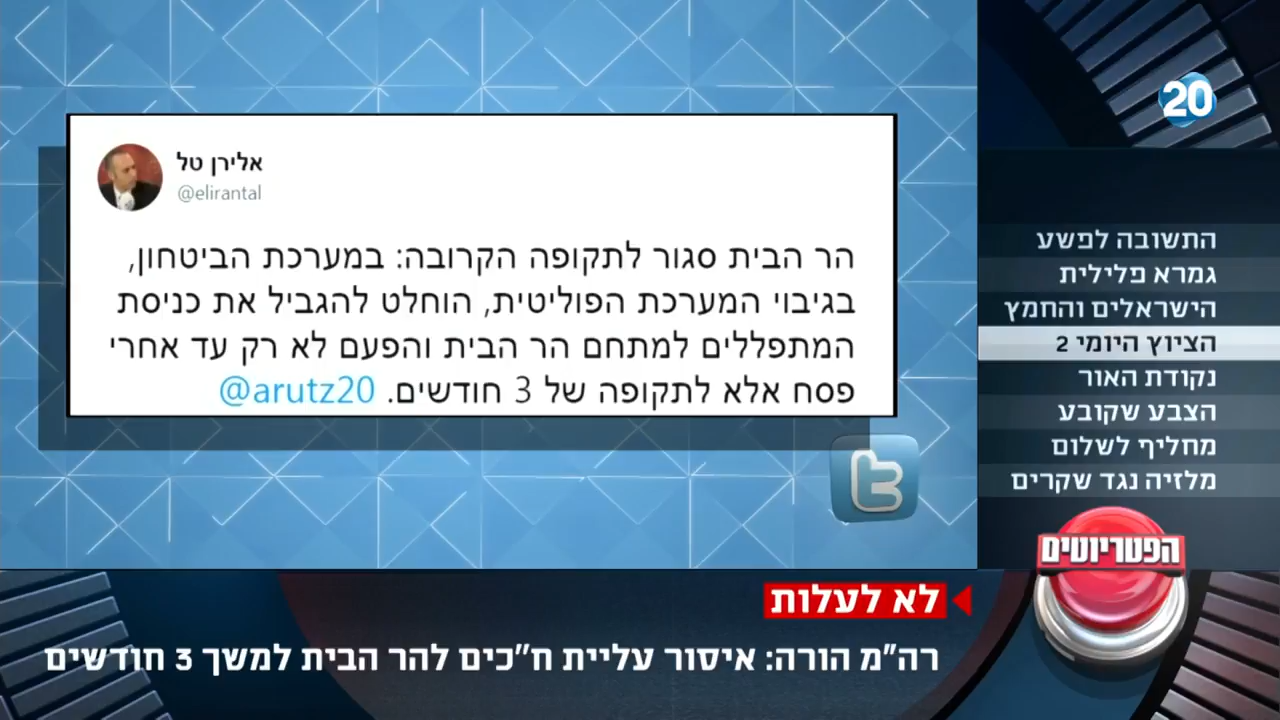 אלירן טל
@elirantal
הר הבית סגור לתקופה הקרובה: במערכת הביטחון,
בגיבוי המערכת הפוליטית, הוחלט להגביל את כניסת
המתפללים למתחם הר הבית והפעם לא רק עד אחרי
פסח אלא לתקופה של 3 חודשים. @arutz20
20
התשובה לפשע
גמרא פלילית
הישראלים והחמץ
הציוץ היומי 2
נקודת האור
הצבע שקובע
מחליף לשלום
מלזיה נגד שקרים
הפטריוטים
לא לעלות
רה"מ הורה: איסור עליית ח"כים להר הבית למשך 3 חודשים